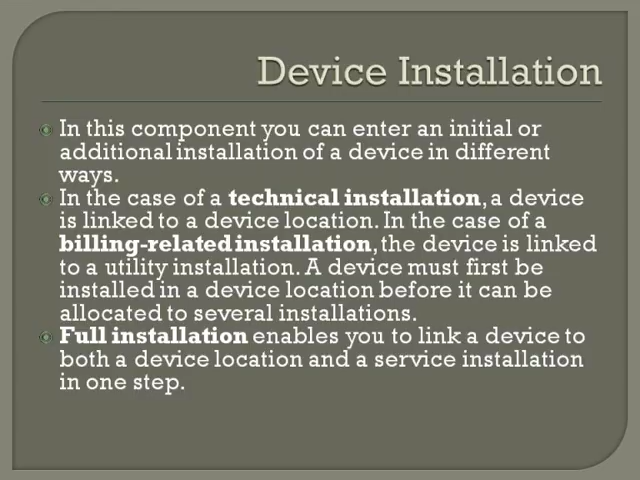 Device Installation
In this component you can enter an initial or
additional installation of a device in different
ways.
In the case of a technical installation, a device
is linked to a device location. In the case of a
billing-related installation, the device is linked
to a utility installation. A device must first be
installed in a device location before it can be
allocated to several installations.
Full installation enables you to link a device to
both a device location and a service installation
in one step.